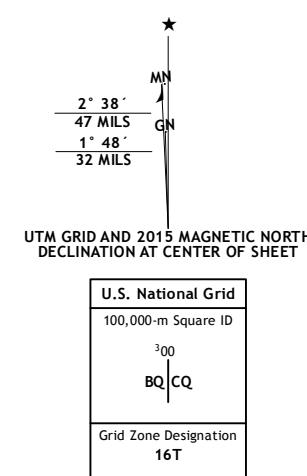 ★
MN
2° 38´
47 MILS
GN
1° 48´
32 MILS
UTM GRID AND 2015 MAGNETIC NORTH
DECLINATION AT CENTER OF SHEET
U.S. National Grid
100,000-m Square ID
³00
BQ CQ
Grid Zone Designation
16T